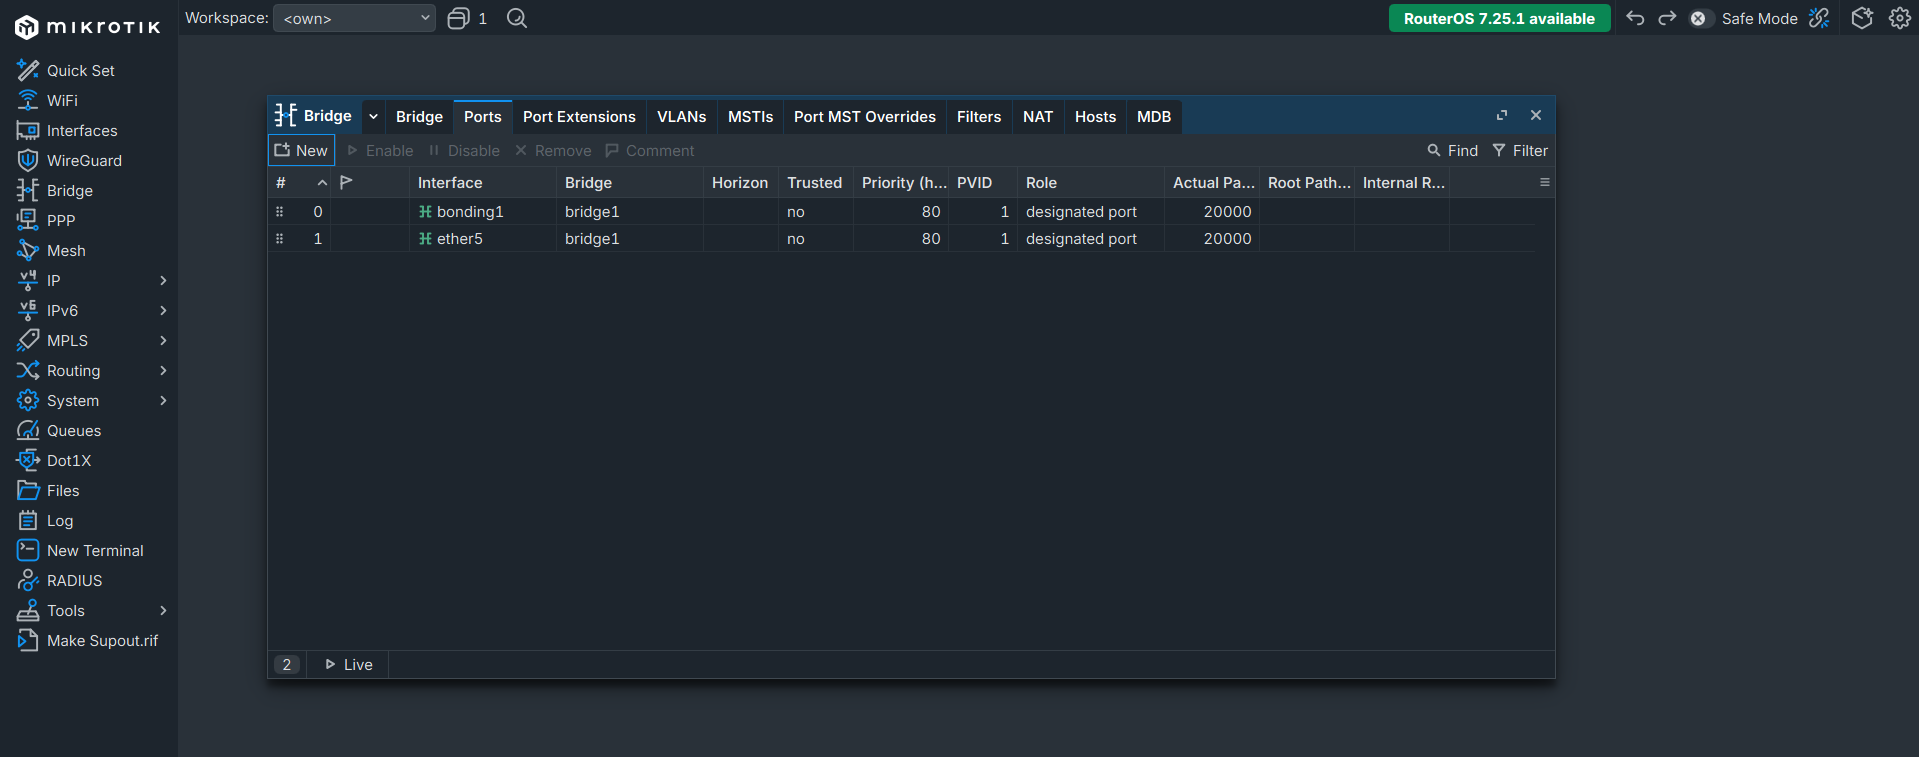 mikrotik
Workspace: <own> 1
RouterOS 7.25.1 available
Safe Mode
Quick Set
WiFi
Interfaces
WireGuard
Bridge
PPP
Mesh
v4 IP
v6 IPv6
MPLS
Routing
System
Queues
Dot1X
Files
Log
New Terminal
RADIUS
Tools
Make Supout.rif
Bridge Bridge Ports Port Extensions VLANs MSTIs Port MST Overrides Filters NAT Hosts MDB
New Enable Disable Remove Comment Find Filter
# Interface Bridge Horizon Trusted Priority (h... PVID Role Actual Pa... Root Path... Internal R...
0 bonding1 bridge1 no 80 1 designated port 20000
1 ether5 bridge1 no 80 1 designated port 20000
2 Live